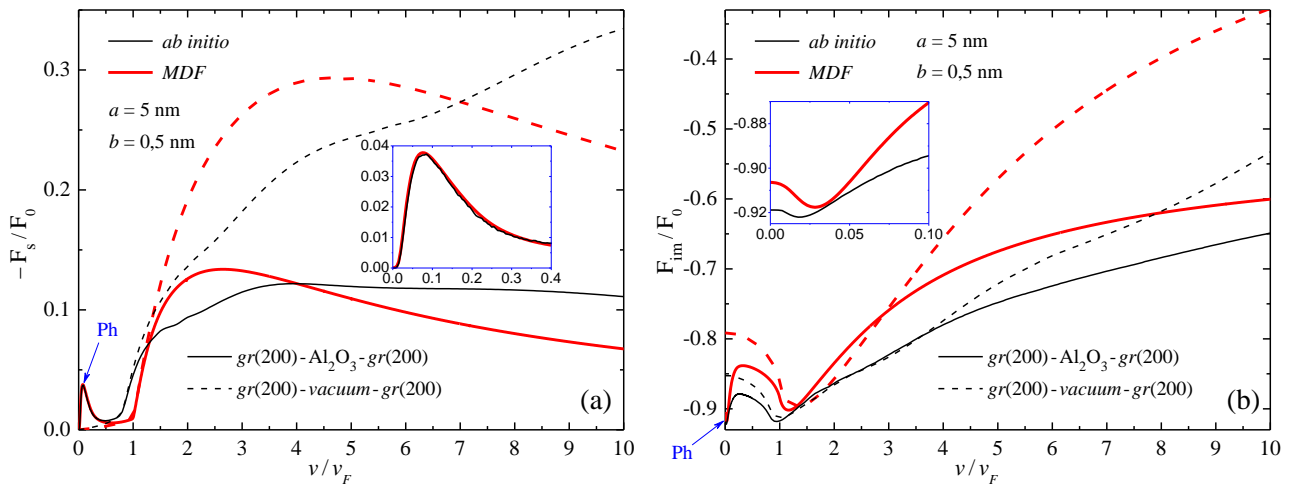 ab initio
MDF
a = 5 nm
b = 0,5 nm
Ph
gr(200)-Al₂O₃-gr(200)
gr(200)-vacuum-gr(200)
(a)
− F_s / F_0
0.0
0.1
0.2
0.3
0 1 2 3 4 5 6 7 8 9 10
v / v_F
0.04
0.03
0.02
0.01
0.00
0.0 0.1 0.2 0.3 0.4
ab initio a = 5 nm
MDF b = 0,5 nm
-0.88
-0.90
-0.92
0.00 0.05 0.10
F_im / F_0
-0.4
-0.5
-0.6
-0.7
-0.8
-0.9
gr(200)-Al₂O₃-gr(200)
gr(200)-vacuum-gr(200)
(b)
Ph
0 1 2 3 4 5 6 7 8 9 10
v / v_F